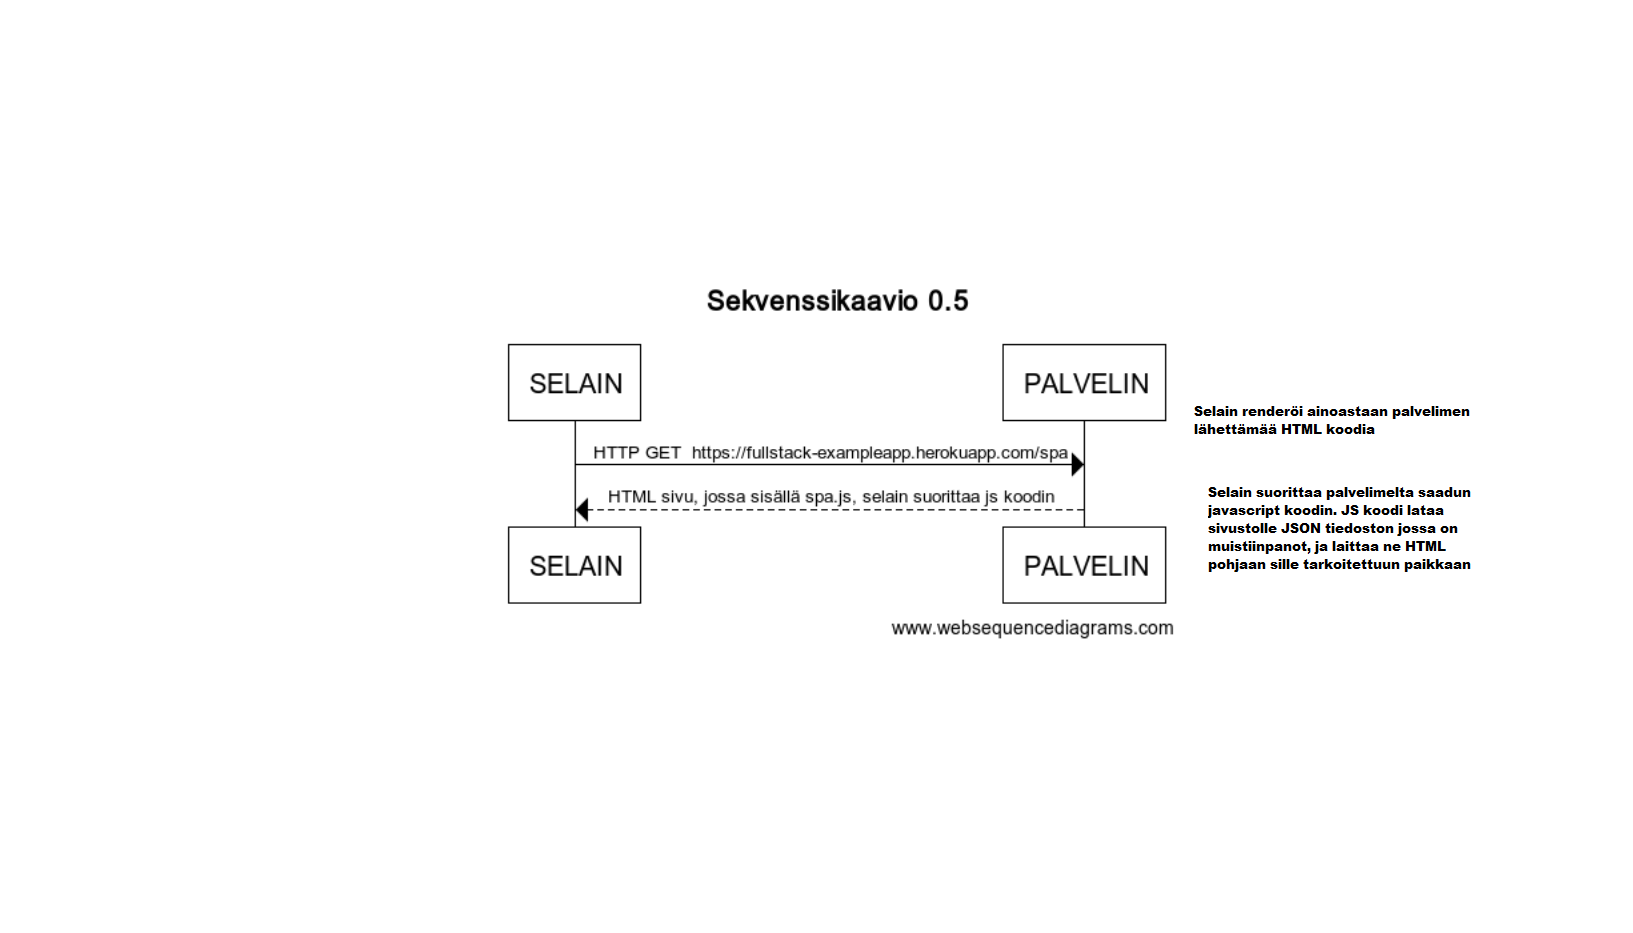 Sekvenssikaavio 0.5
SELAIN
PALVELIN
Selain renderöi ainoastaan palvelimen
lähettämää HTML koodia
HTTP GET  https://fullstack-exampleapp.herokuapp.com/spa
HTML sivu, jossa sisällä spa.js, selain suorittaa js koodin
Selain suorittaa palvelimelta saadun
javascript koodin. JS koodi lataa
sivustolle JSON tiedoston jossa on
muistiinpanot, ja laittaa ne HTML
pohjaan sille tarkoitettuun paikkaan
SELAIN
PALVELIN
www.websequencediagrams.com